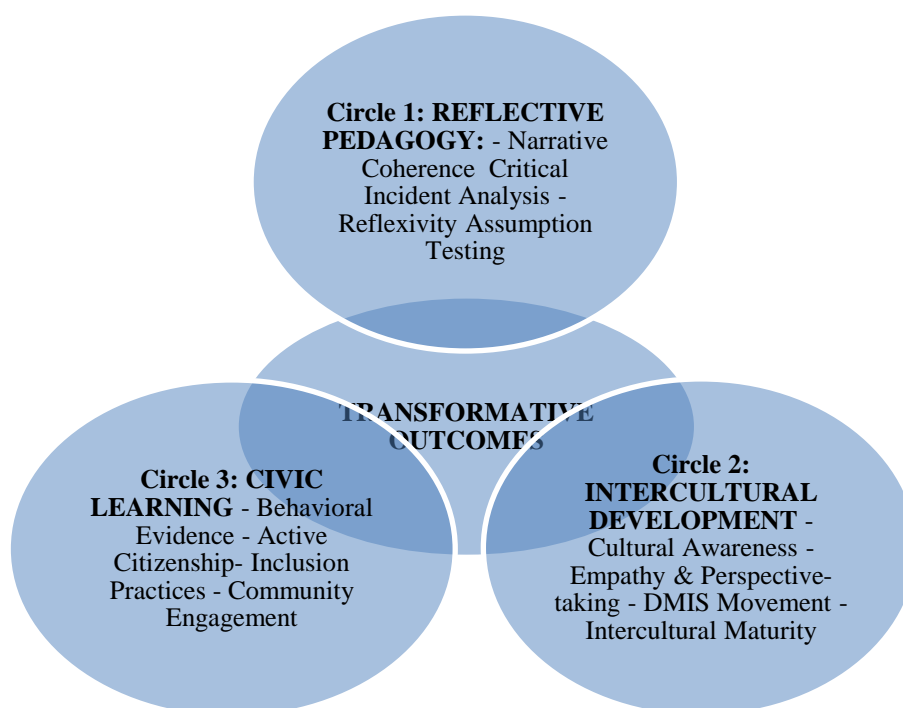 Circle 1: REFLECTIVE
PEDAGOGY: - Narrative
Coherence Critical
Incident Analysis -
Reflexivity Assumption
Testing
TRANSFORMATIVE
OUTCOMES
Circle 3: CIVIC
LEARNING - Behavioral
Evidence - Active
Citizenship- Inclusion
Practices - Community
Engagement
Circle 2:
INTERCULTURAL
DEVELOPMENT -
Cultural Awareness -
Empathy & Perspective-
taking - DMIS Movement -
Intercultural Maturity